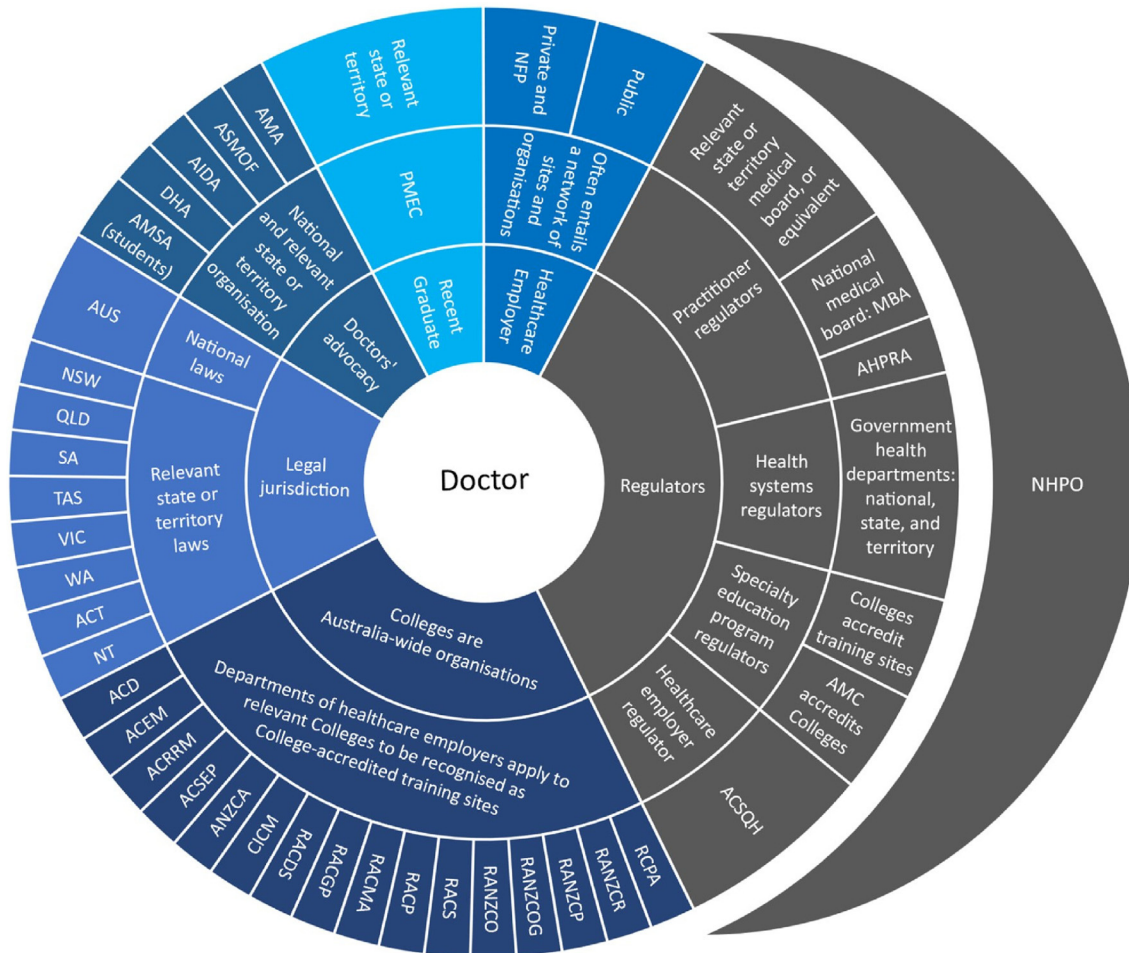 Doctor
Healthcare
Employer
Often entails
a network of
sites and
organisations
Private and
NFP
Public
Regulators
Practitioner
regulators
Relevant
state or
territory
medical
board, or
equivalent
National
medical
board: MBA
AHPRA
Health
systems
regulators
Government
health
departments:
national,
state, and
territory
Specialty
education
program
regulators
Colleges
accredit
training sites
AMC
accredits
Colleges
Healthcare
employer
regulator
ACSQH
NHPO
Colleges are
Australia-wide organisations
Departments of healthcare employers apply to
relevant Colleges to be recognised as
College-accredited training sites
RCPA
RANZCR
RANZCP
RANZCOG
RANZCO
RACS
RACP
RACMA
RACGP
RACDS
CICM
ANZCA
ACSEP
ACRRM
ACEM
ACD
Legal
jurisdiction
Relevant
state or
territory
laws
NT
ACT
WA
VIC
TAS
SA
QLD
NSW
National
laws
AUS
Doctors'
advocacy
National
and relevant
state or
territory
organisation
AMSA
(students)
DHA
AIDA
ASMOF
AMA
Recent
Graduate
PMEC
Relevant
state or
territory